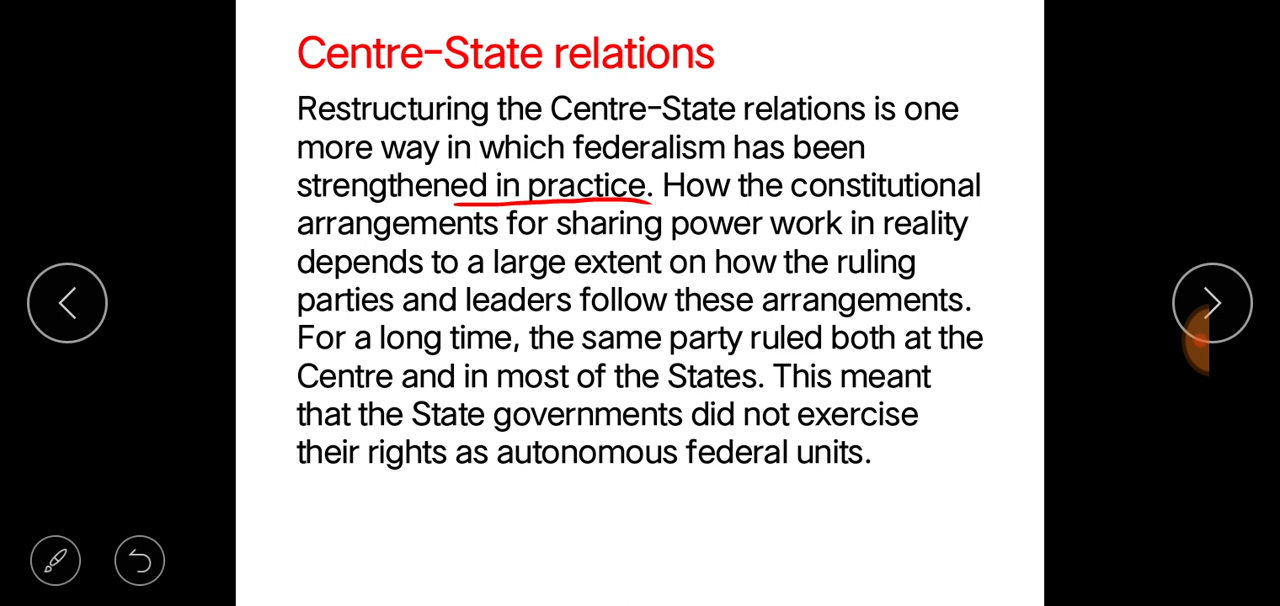 Centre-State relations
Restructuring the Centre-State relations is one
more way in which federalism has been
strengthened in practice. How the constitutional
arrangements for sharing power work in reality
depends to a large extent on how the ruling
parties and leaders follow these arrangements.
For a long time, the same party ruled both at the
Centre and in most of the States. This meant
that the State governments did not exercise
their rights as autonomous federal units.